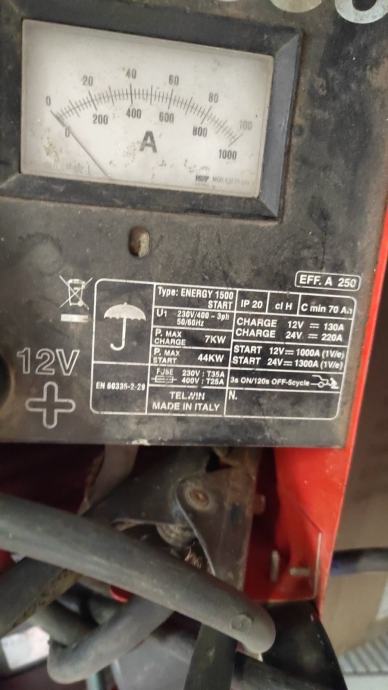 0 20 40 60 80 100
0 200 400 600 800 1000
A
EFF. A 250
Type: ENERGY 1500 START
IP 20
cl H
C min 70 Ah
U1 230V/400 ~ 3ph
50/60Hz
P. MAX CHARGE 7KW
P. MAX START 44KW
CHARGE 12V 130A
CHARGE 24V 220A
START 12V 1000A (1V/e)
START 24V 1300A (1V/e)
FUSE 230V : T35A
400V : T25A
3s ON/120s OFF-5cycle
EN 60335-2-29
TELWIN
MADE IN ITALY
N.
12V
+